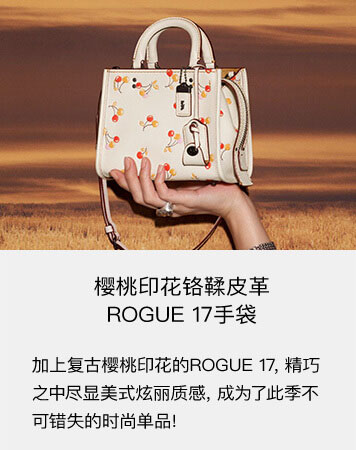 樱桃印花铬鞣皮革
ROGUE 17手袋
加上复古樱桃印花的ROGUE 17, 精巧
之中尽显美式炫丽质感, 成为了此季不
可错失的时尚单品!